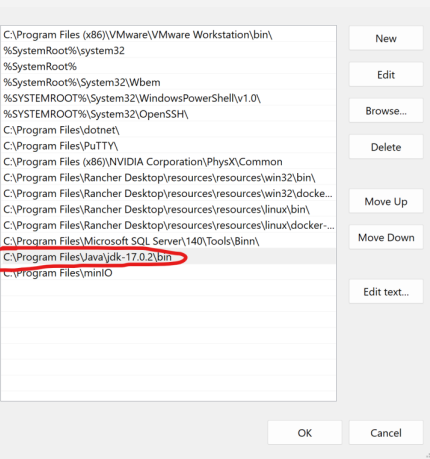 C:\Program Files (x86)\VMware\VMware Workstation\bin\
%SystemRoot%\system32
%SystemRoot%
%SystemRoot%\System32\Wbem
%SYSTEMROOT%\System32\WindowsPowerShell\v1.0\
%SYSTEMROOT%\System32\OpenSSH\
C:\Program Files\dotnet\
C:\Program Files\PuTTY\
C:\Program Files (x86)\NVIDIA Corporation\PhysX\Common
C:\Program Files\Rancher Desktop\resources\resources\win32\bin\
C:\Program Files\Rancher Desktop\resources\resources\win32\docke...
C:\Program Files\Rancher Desktop\resources\resources\linux\bin\
C:\Program Files\Rancher Desktop\resources\resources\linux\docker-...
C:\Program Files\Microsoft SQL Server\140\Tools\Binn\
C:\Program Files\Java\jdk-17.0.2\bin
C:\Program Files\minIO
New
Edit
Browse...
Delete
Move Up
Move Down
Edit text...
OK
Cancel